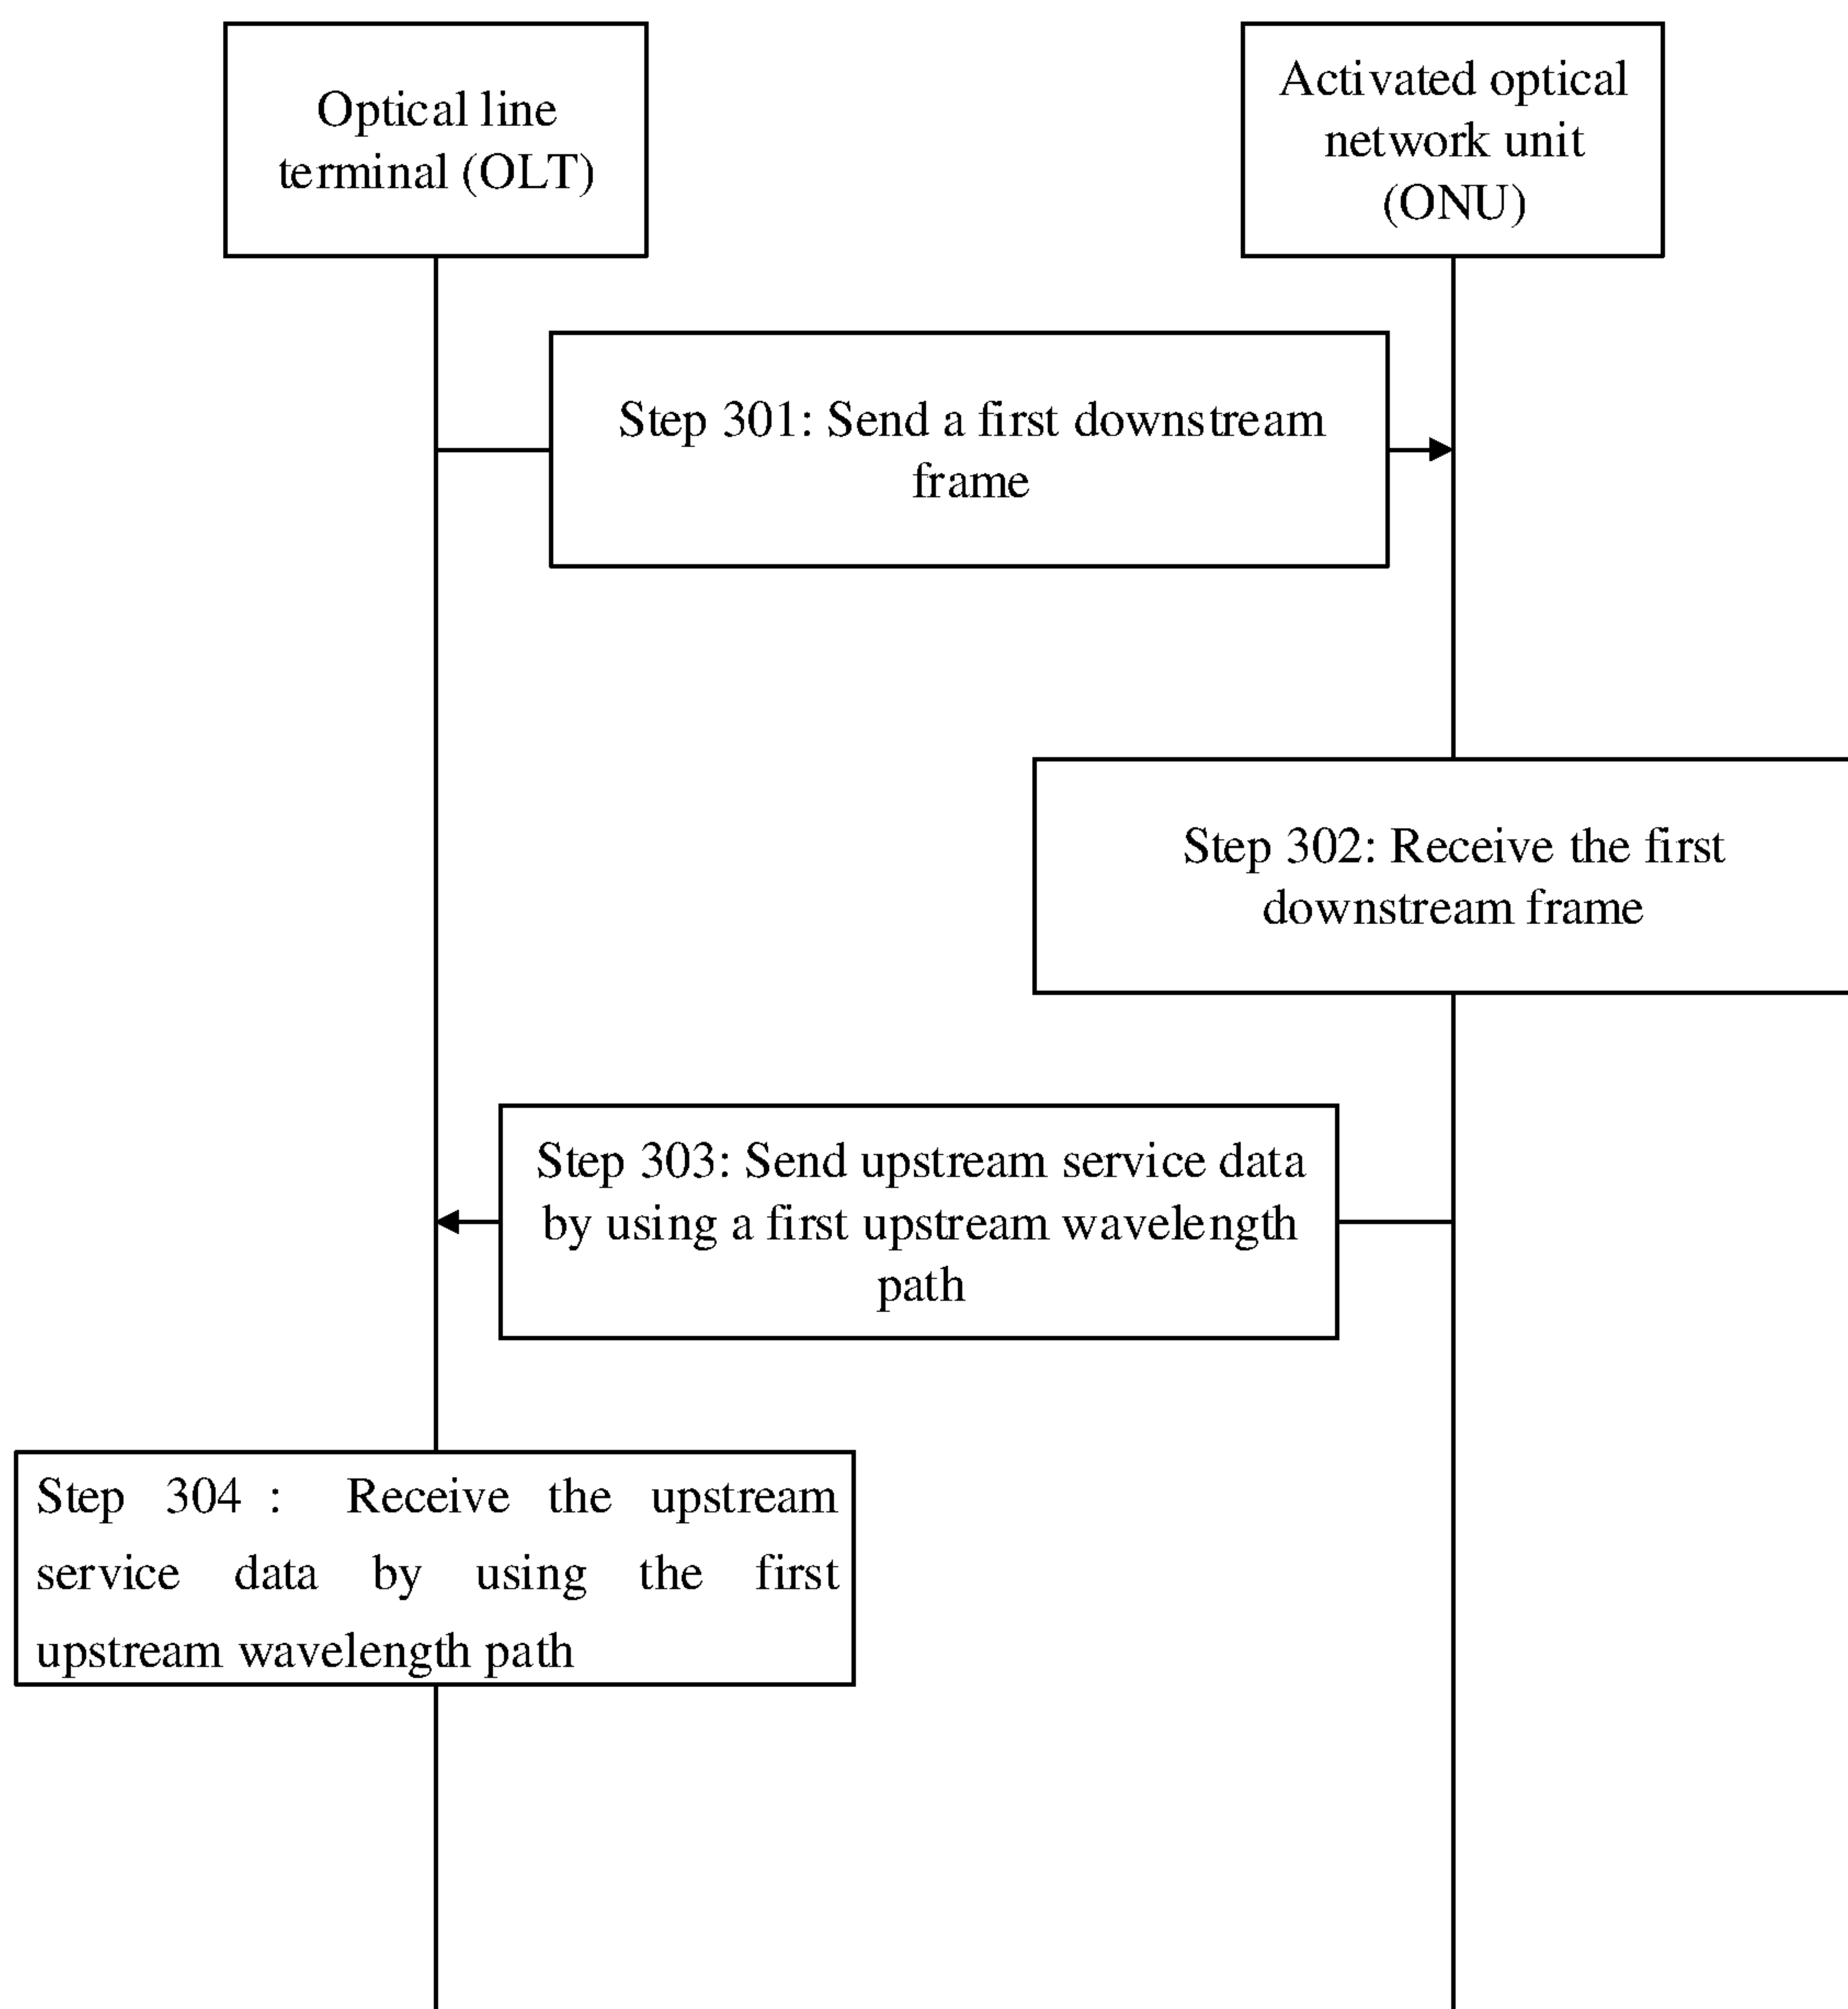 Optical line
terminal (OLT)
Activated optical
network unit
(ONU)
Step 301: Send a first downstream
frame
Step 302: Receive the first
downstream frame
Step 303: Send upstream service data
by using a first upstream wavelength
path
Step 304 : Receive the upstream
service data by using the first
upstream wavelength path